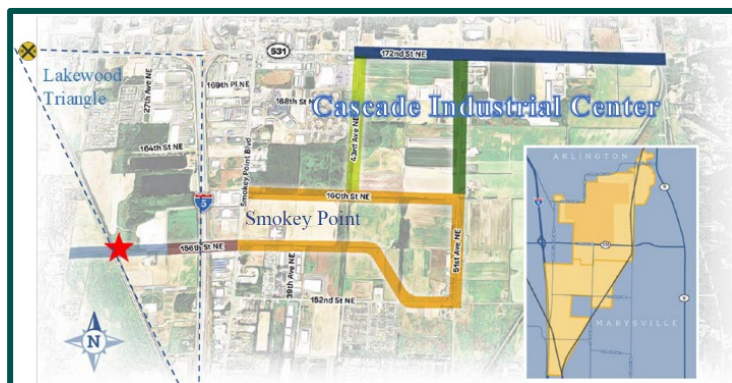 531
172nd St NE
Lakewood
Triangle
27th Ave NE
169th Pl NE
168th St NE
Cascade Industrial Center
43rd Ave NE
164th St NE
Smokey Point Blvd
5
160th St NE
Smokey Point
51st Ave NE
156th St NE
39th Ave NE
152nd St NE
N
ARLINGTON
MARYSVILLE